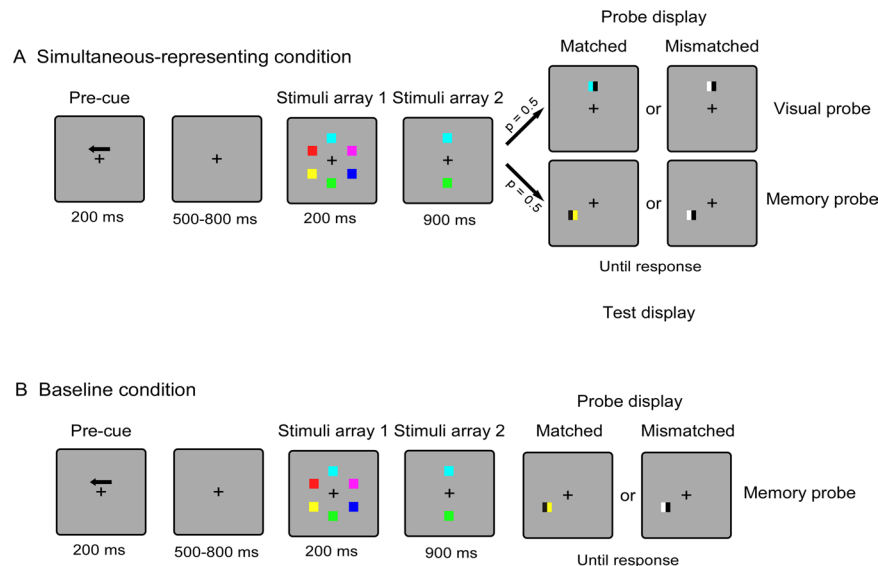 Probe display
A Simultaneous-representing condition
Matched Mismatched
Pre-cue
Stimuli array 1 Stimuli array 2
p = 0.5
or
Visual probe
p = 0.5
or
Memory probe
200 ms
500-800 ms
200 ms
900 ms
Until response
Test display
B Baseline condition
Probe display
Pre-cue
Stimuli array 1 Stimuli array 2
Matched Mismatched
or
Memory probe
200 ms
500-800 ms
200 ms
900 ms
Until response